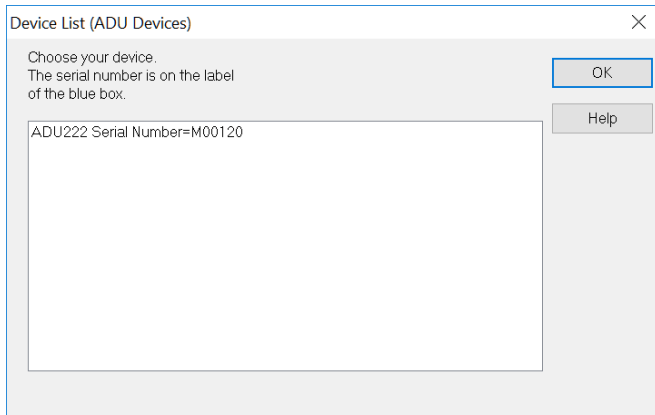 Device List (ADU Devices)
Choose your device.
The serial number is on the label
of the blue box.
OK
Help
ADU222 Serial Number=M00120